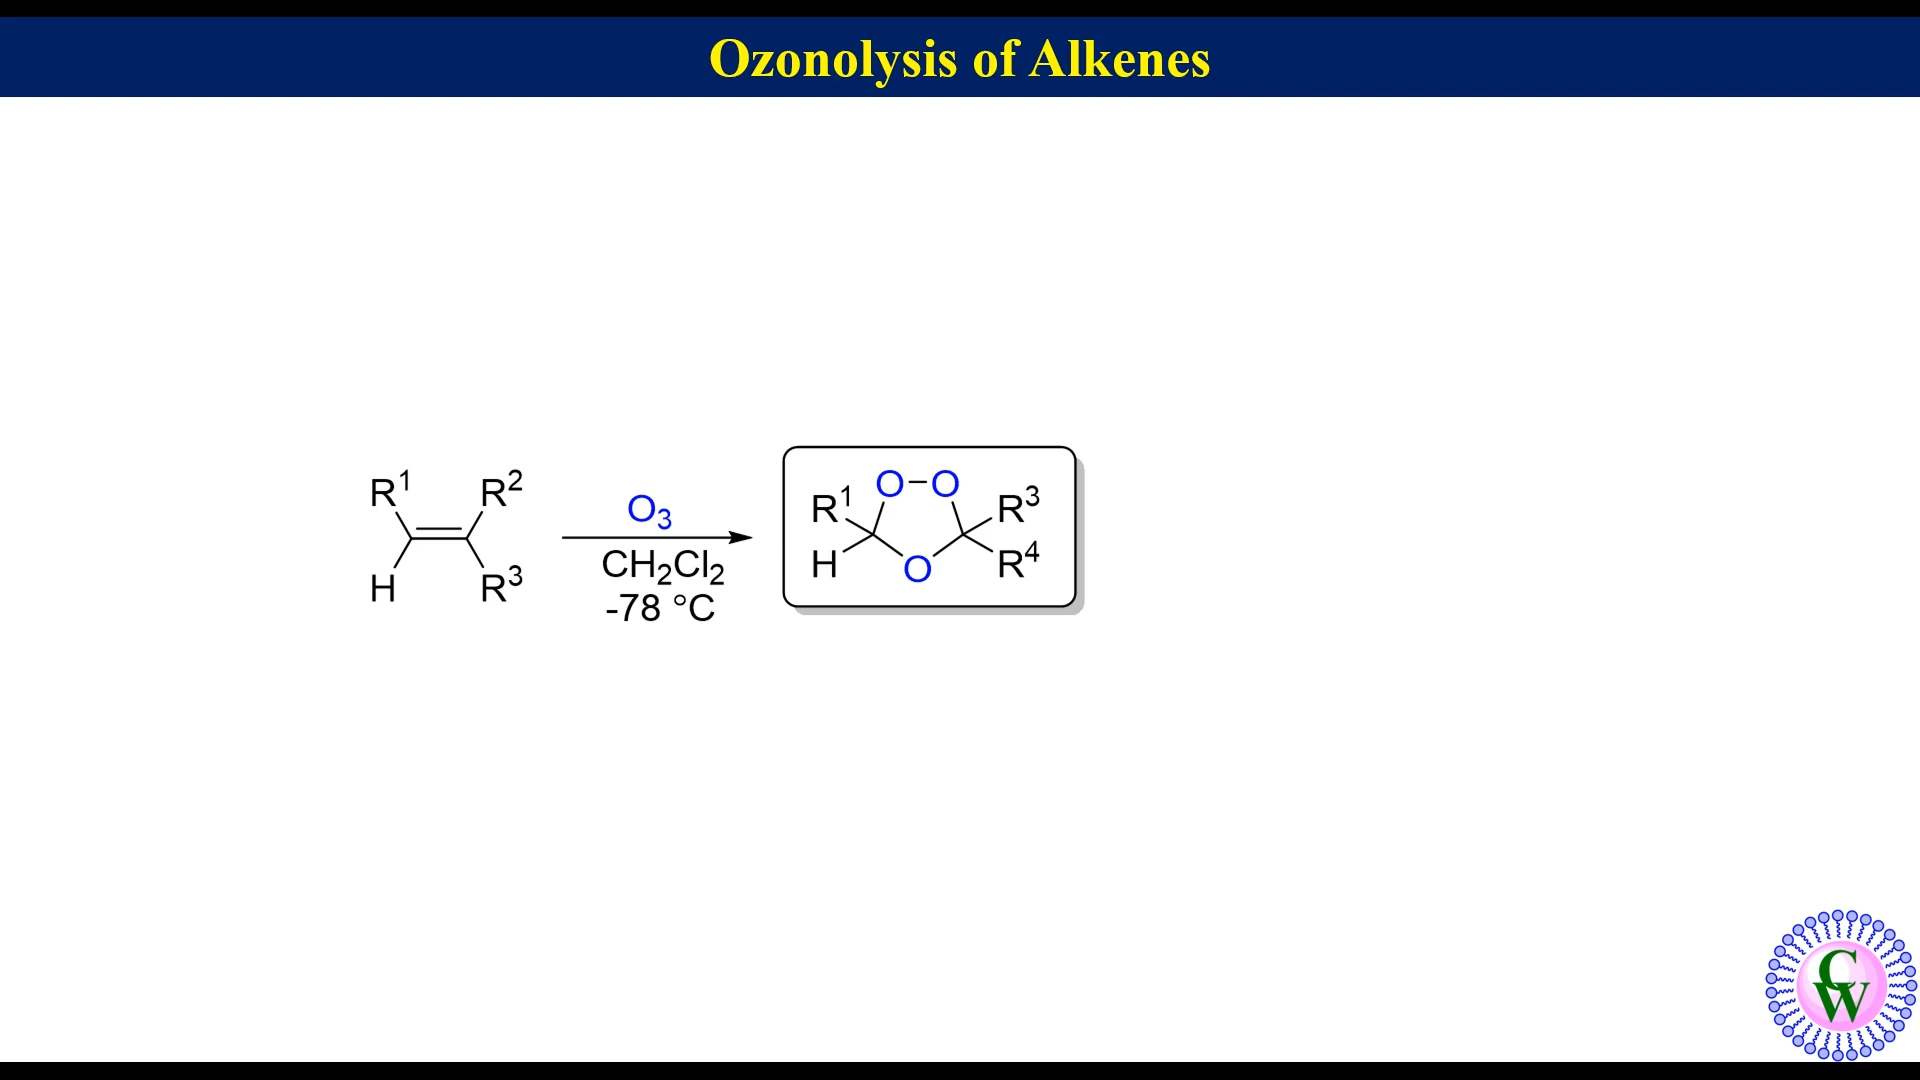 Ozonolysis of Alkenes
R¹ R²
H R³
O₃
CH₂Cl₂
-78 °C
O–O
R¹ R³
H O R⁴
C
W